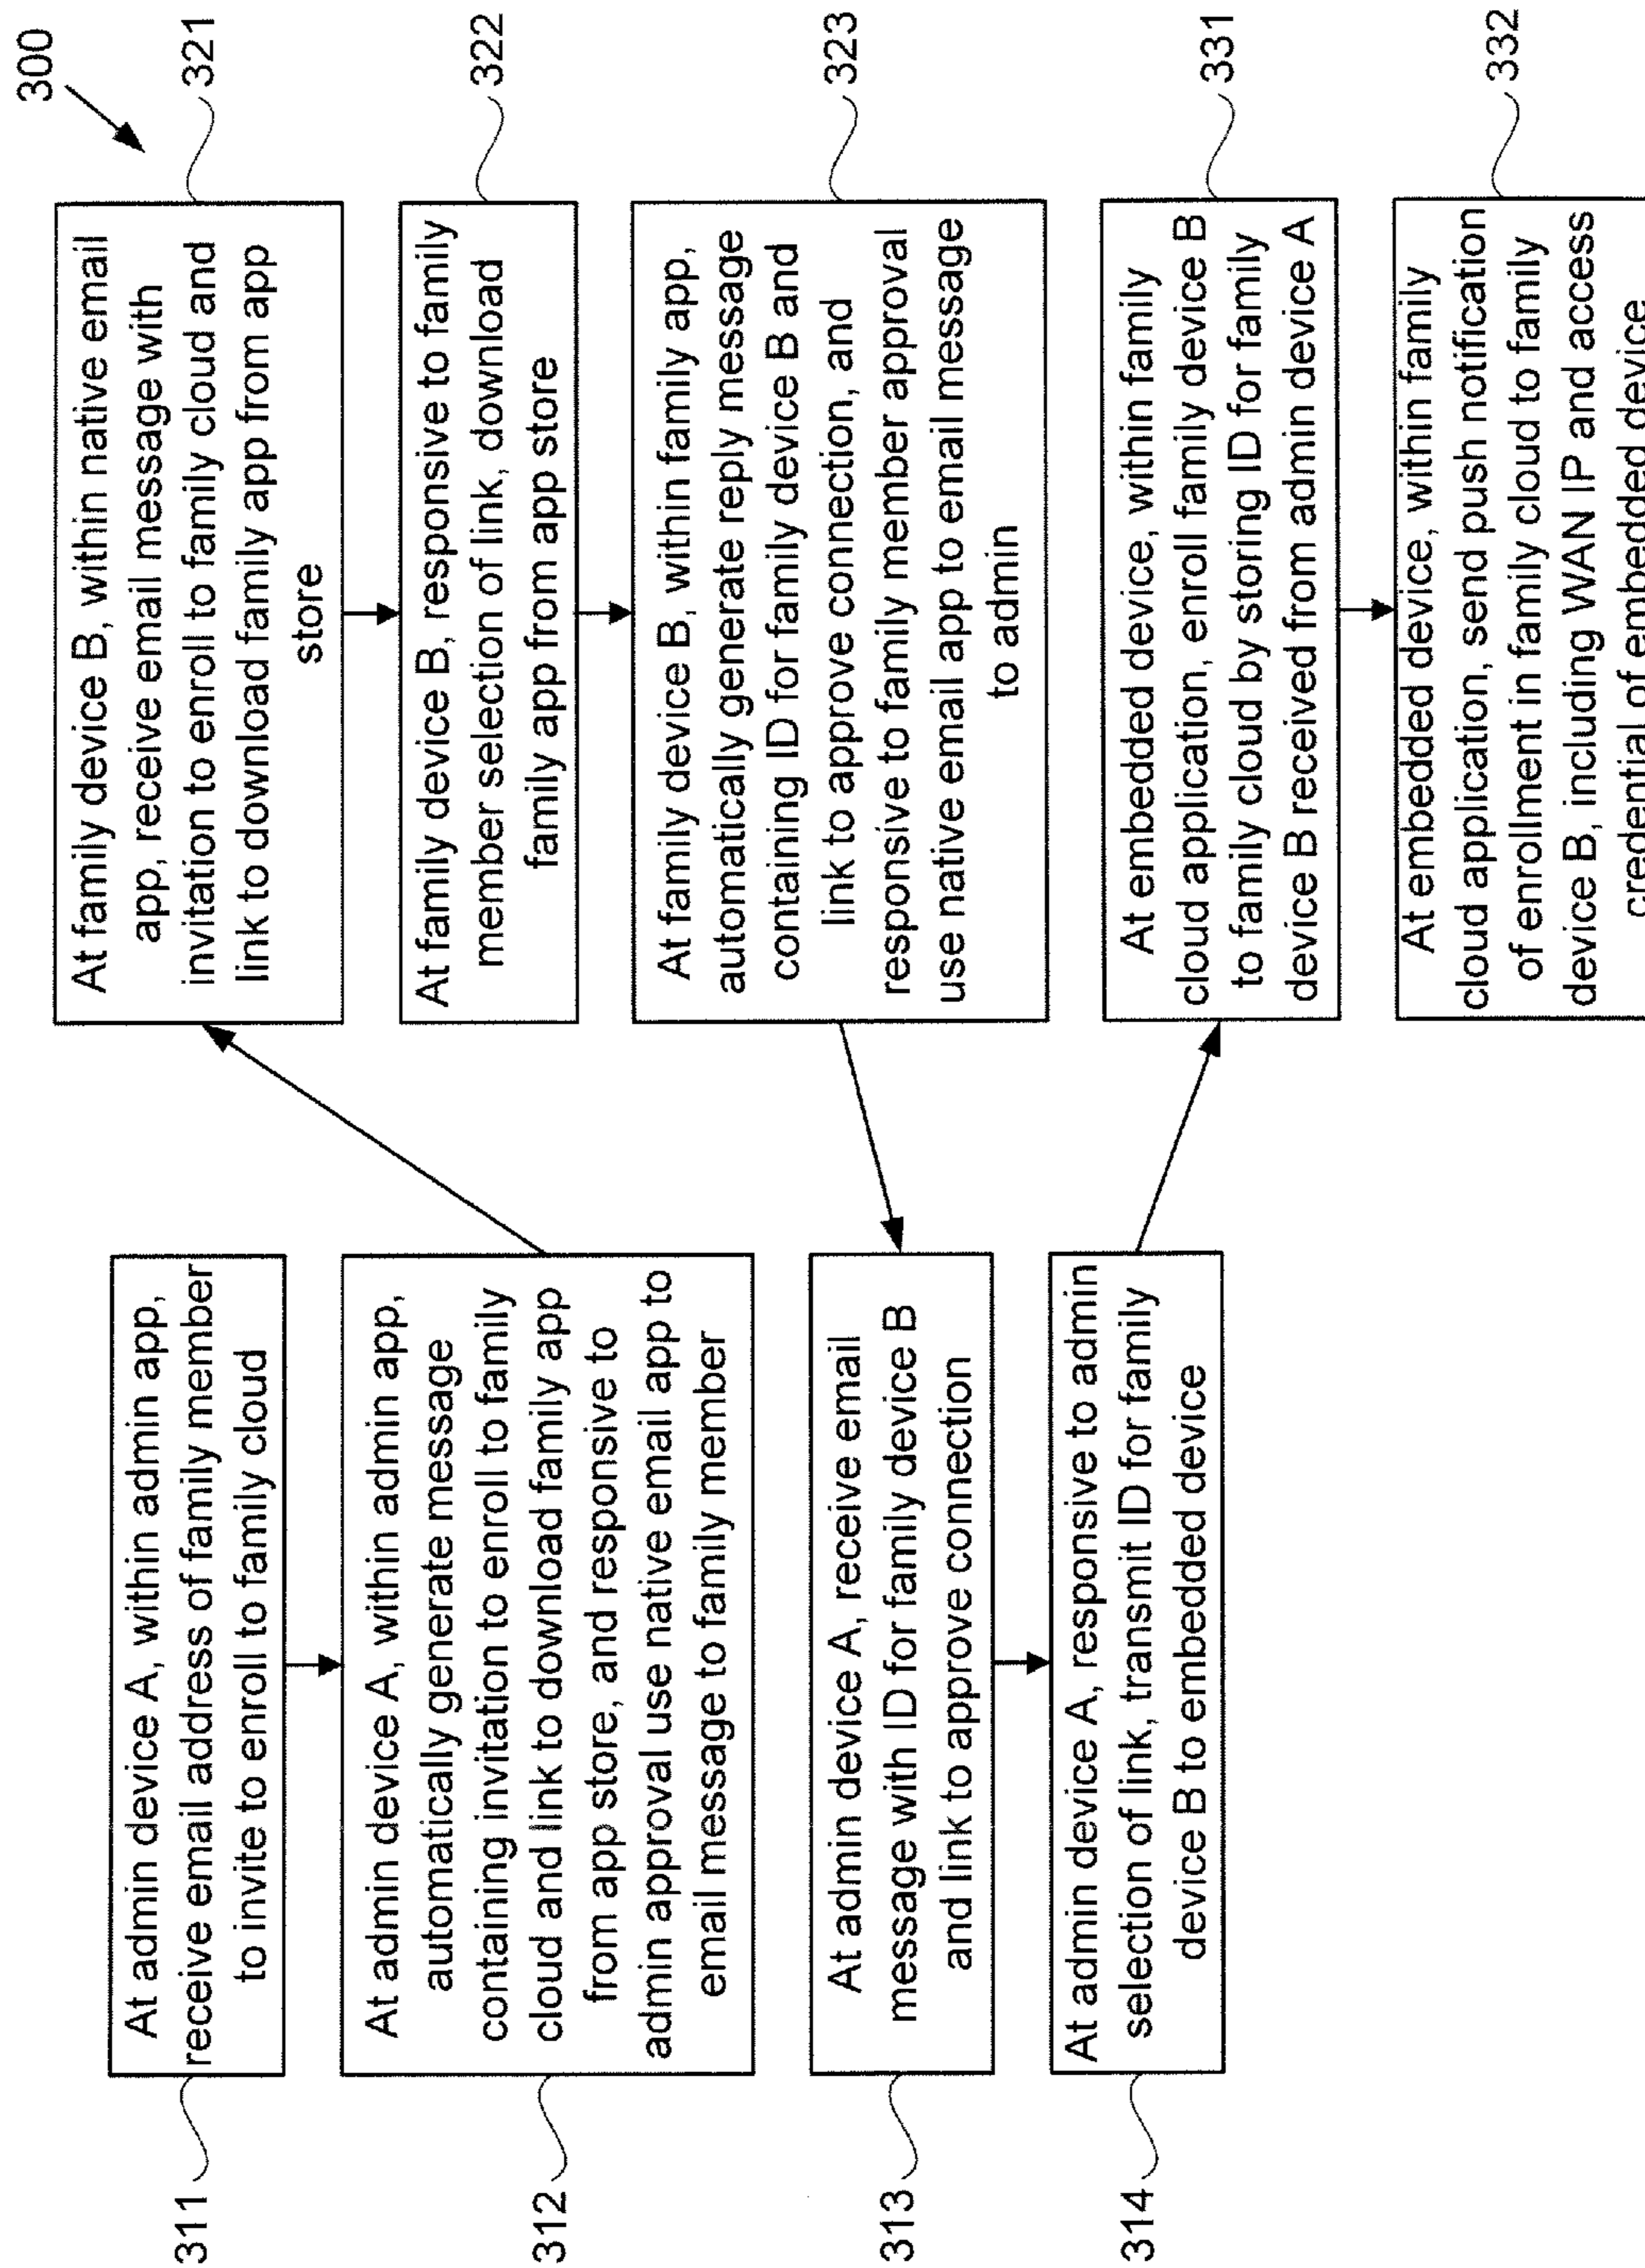 300
311
At admin device A, within admin app,
receive email address of family member
to invite to enroll to family cloud
312
At admin device A, within admin app,
automatically generate message
containing invitation to enroll to family
cloud and link to download family app
from app store, and responsive to
admin approval use native email app to
email message to family member
321
At family device B, within native email
app, receive email message with
invitation to enroll to family cloud and
link to download family app from app
store
322
At family device B, responsive to family
member selection of link, download
family app from app store
323
At family device B, within family app,
automatically generate reply message
containing ID for family device B and
link to approve connection, and
responsive to family member approval
use native email app to email message
to admin
313
At admin device A, receive email
message with ID for family device B
and link to approve connection
314
At admin device A, responsive to admin
selection of link, transmit ID for family
device B to embedded device
331
At embedded device, within family
cloud application, enroll family device B
to family cloud by storing ID for family
device B received from admin device A
332
At embedded device, within family
cloud application, send push notification
of enrollment in family cloud to family
device B, including WAN IP and access
credential of embedded device